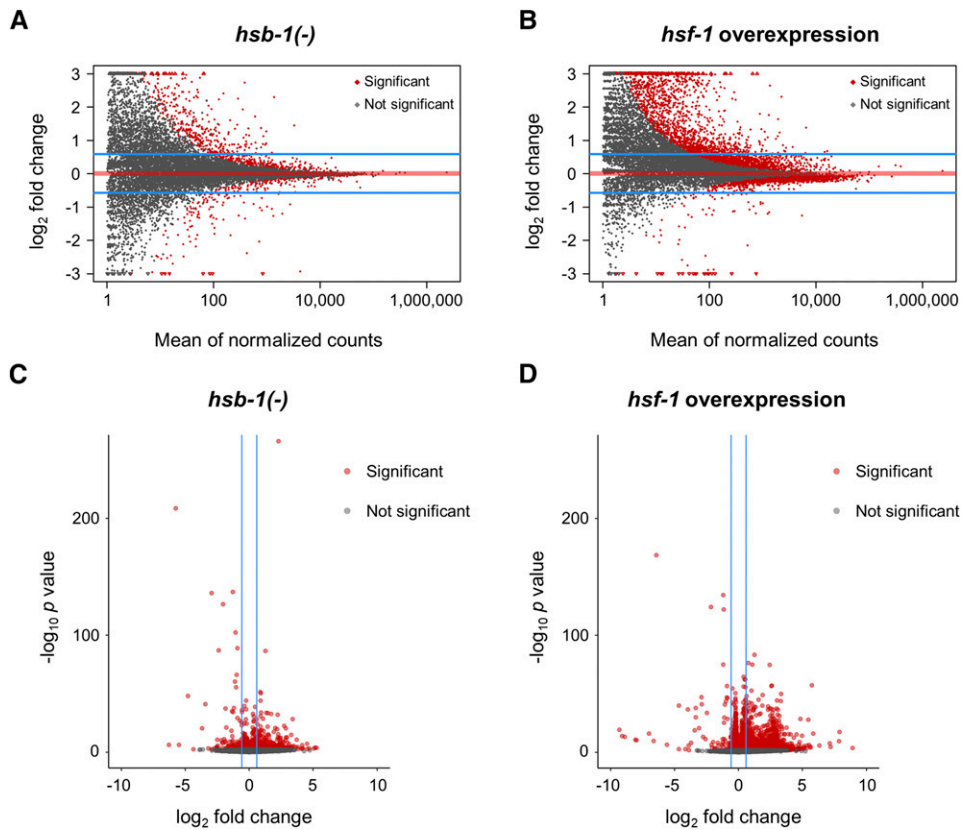 A
hsb-1(-)
3
2
1
0
-1
-2
-3
log2 fold change
Significant
Not significant
1
100
10,000
1,000,000
Mean of normalized counts
B
hsf-1 overexpression
3
2
1
0
-1
-2
-3
log2 fold change
Significant
Not significant
1
100
10,000
1,000,000
Mean of normalized counts
C
hsb-1(-)
200
100
0
-log10 p value
Significant
Not significant
-10
-5
0
5
10
log2 fold change
D
hsf-1 overexpression
200
100
0
-log10 p value
Significant
Not significant
-10
-5
0
5
10
log2 fold change